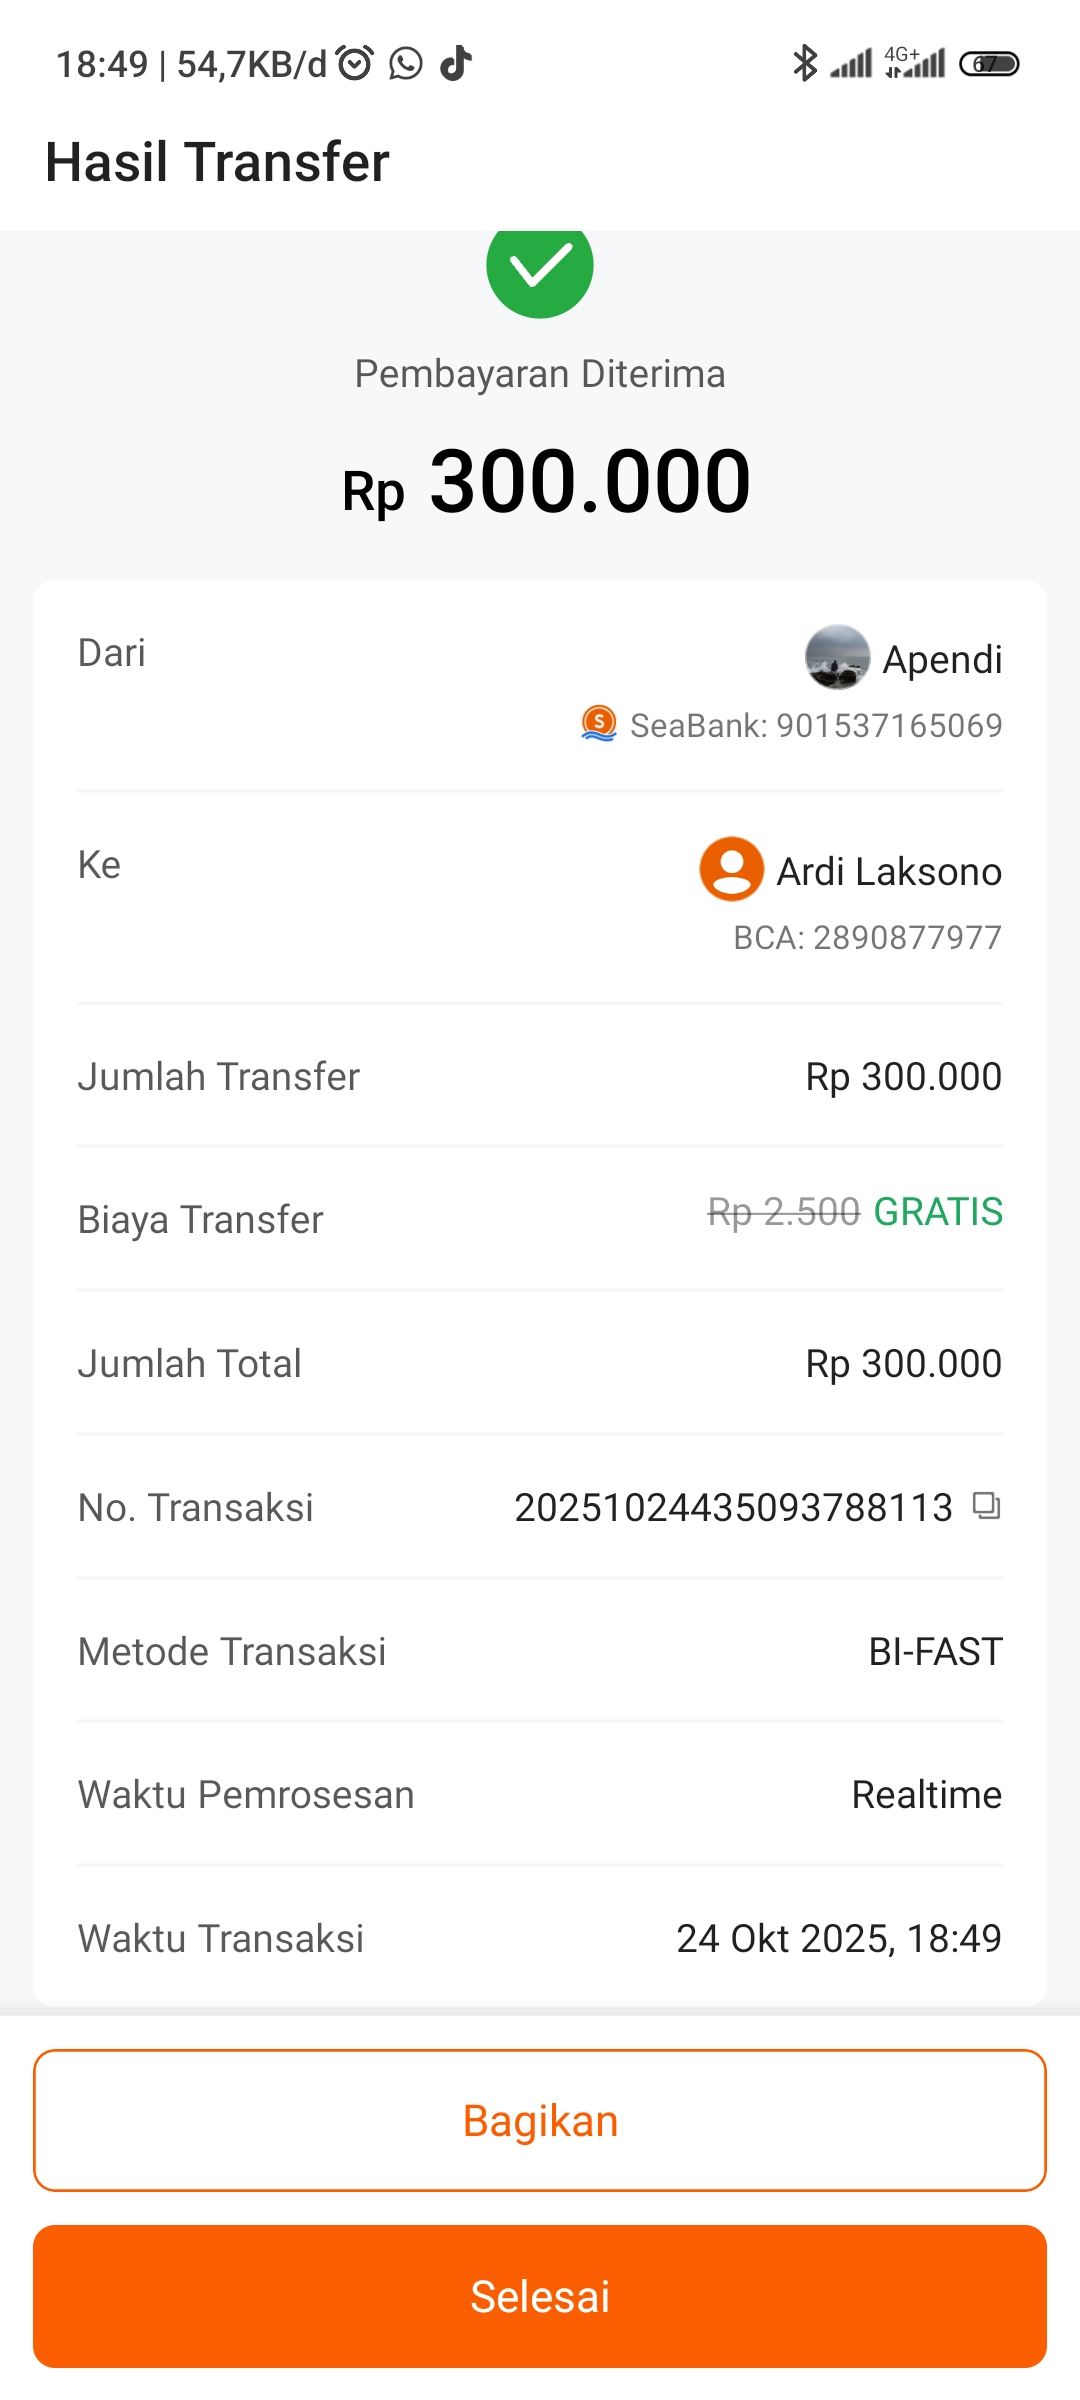 18:49 | 54,7KB/d
4G+
67
Hasil Transfer
Pembayaran Diterima
Rp 300.000
Dari
Apendi
SeaBank: 901537165069
Ke
Ardi Laksono
BCA: 2890877977
Jumlah Transfer
Rp 300.000
Biaya Transfer
Rp 2.500 GRATIS
Jumlah Total
Rp 300.000
No. Transaksi
20251024435093788113
Metode Transaksi
BI-FAST
Waktu Pemrosesan
Realtime
Waktu Transaksi
24 Okt 2025, 18:49
Bagikan
Selesai